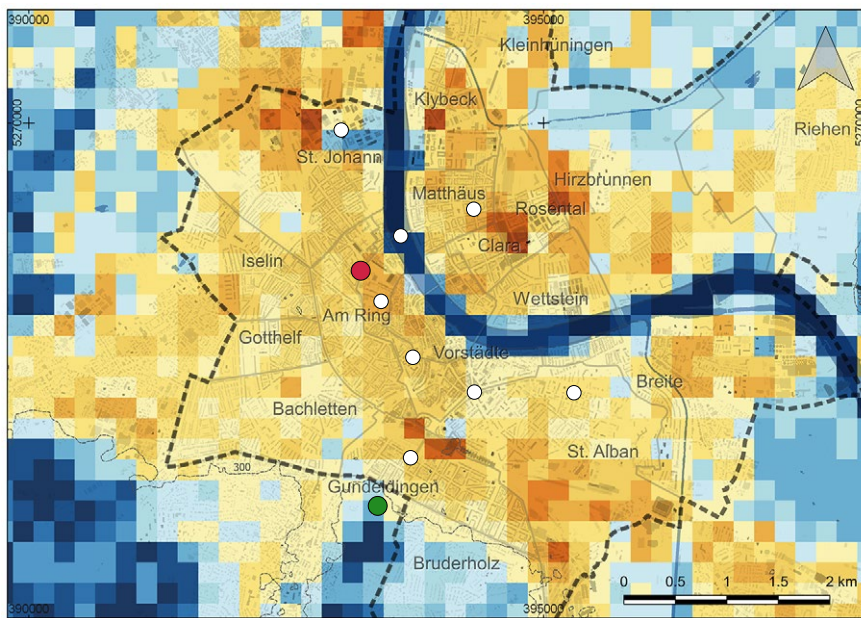 390000
395000
Kleinhüningen
Klybeck
5270000
5270000
Riehen
St. Johann
Matthäus
Hirzbrunnen
Rosental
Clara
Iselin
Wettstein
Am Ring
Gotthelf
Vorstädte
Breite
Bachletten
St. Alban
300
Gundeldingen
Bruderholz
0 0.5 1 1.5 2 km
390000
395000